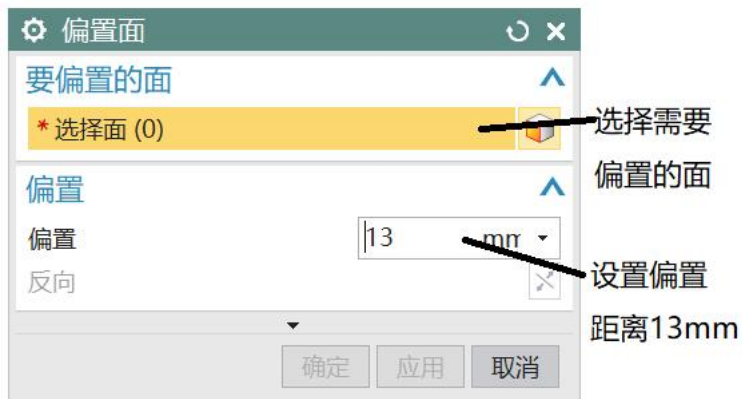 偏置面
要偏置的面
* 选择面 (0)
选择需要
偏置的面
偏置
偏置
13
mm
反向
设置偏置
距离13mm
确定
应用
取消